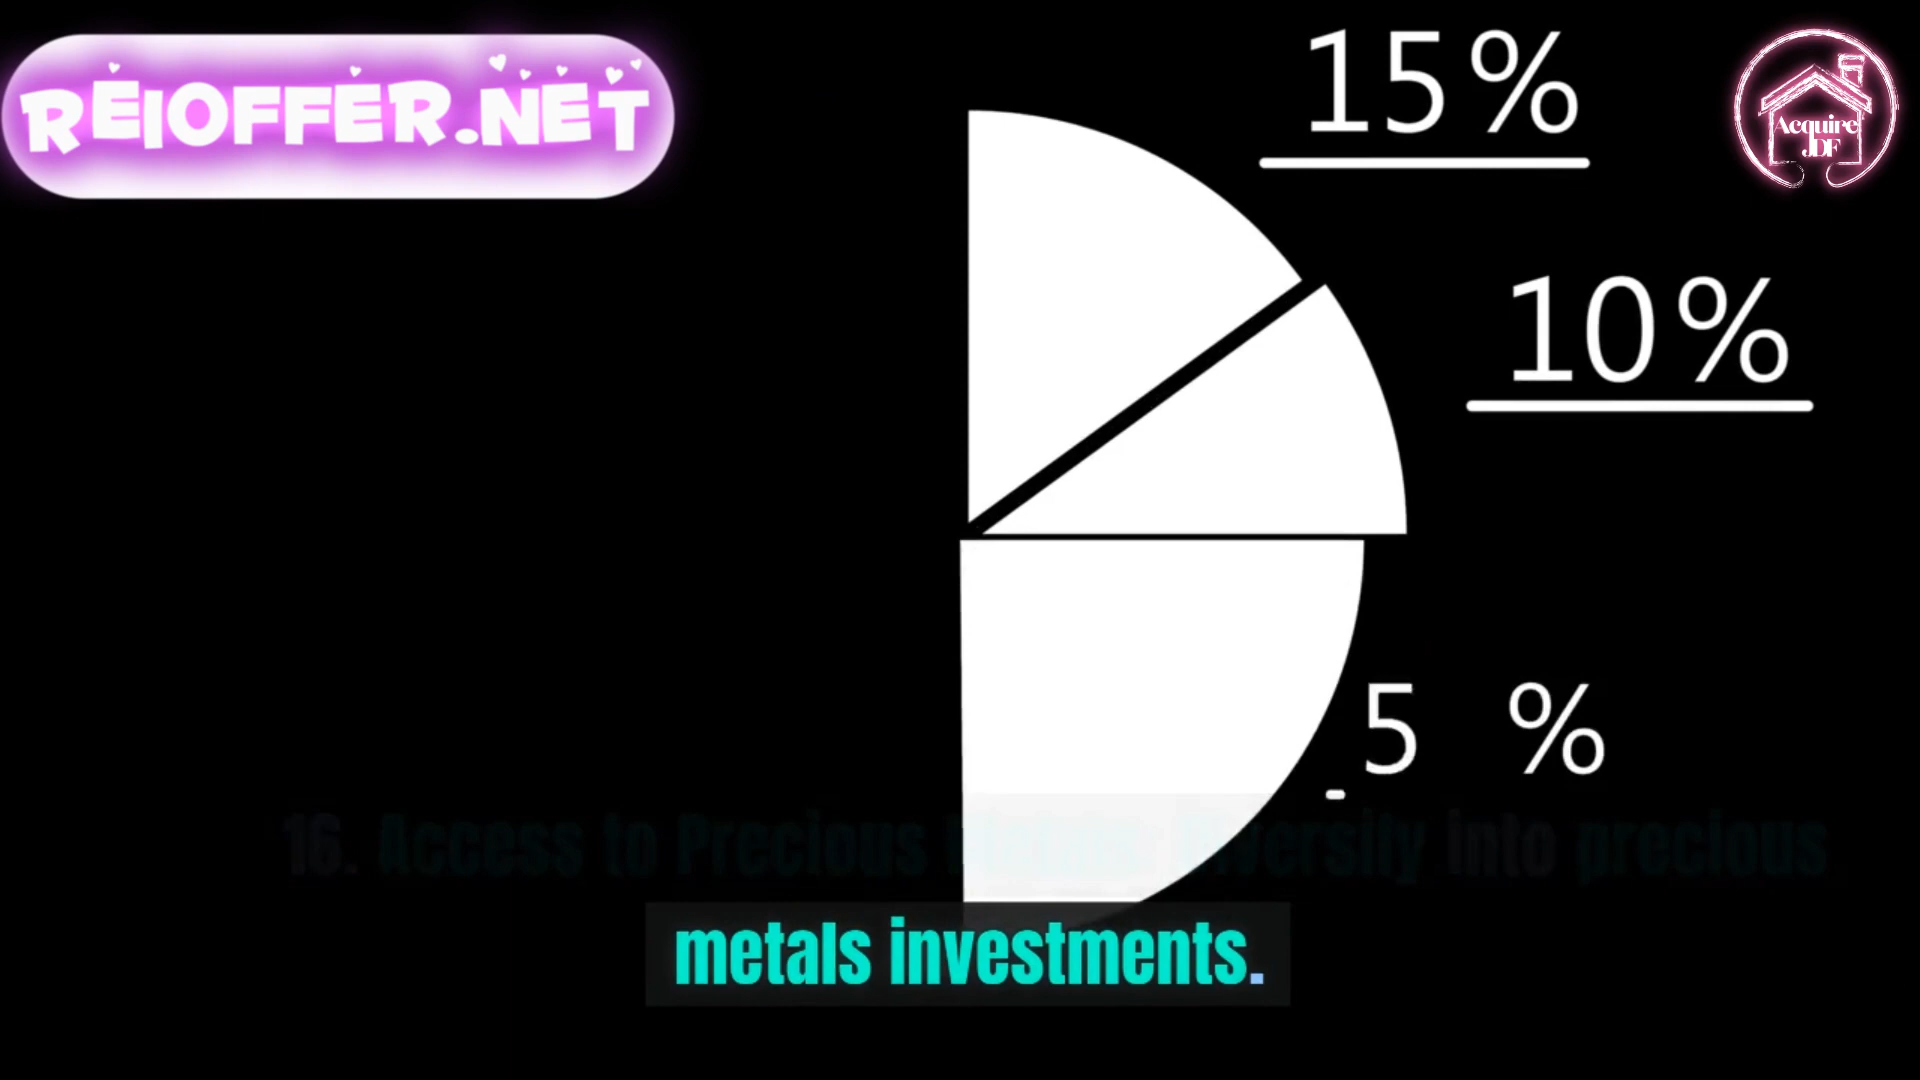 REIOFFER.NET
15%
Acquire
JDF
10%
5 %
16. Access to Precious Diversify into precious
metals investments.